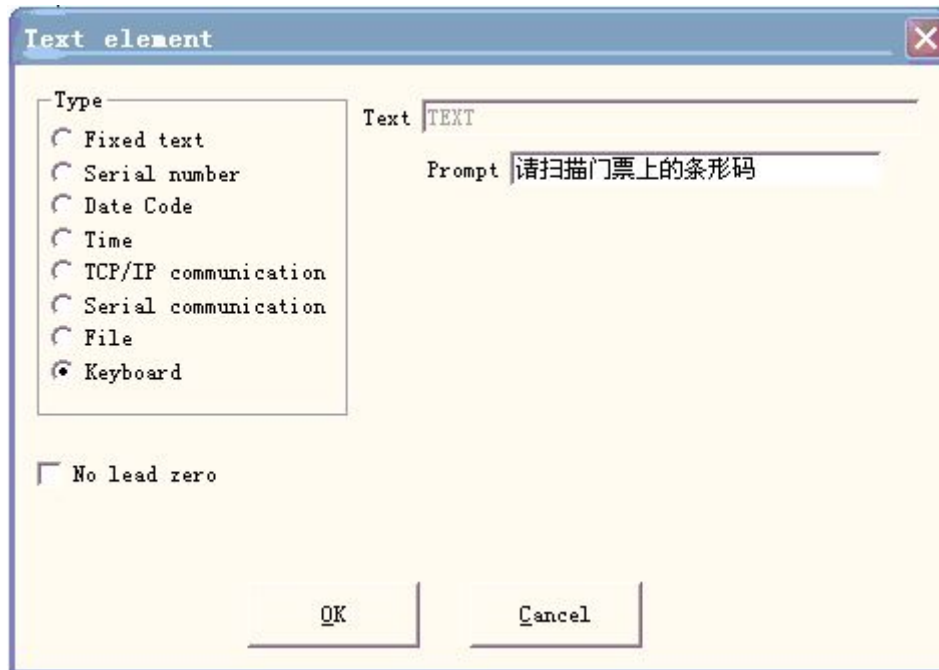 Text element
Type
Fixed text
Serial number
Date Code
Time
TCP/IP communication
Serial communication
File
Keyboard
Text TEXT
Prompt 请扫描门票上的条形码
No lead zero
OK
Cancel